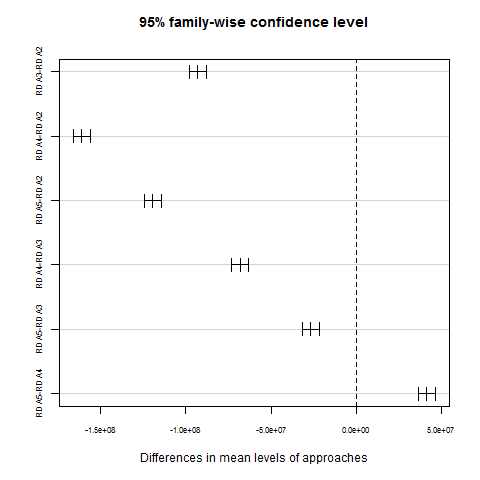 95% family-wise confidence level
RD A3-RD A2
RD A4-RD A2
RD A5-RD A2
RD A4-RD A3
RD A5-RD A3
RD A5-RD A4
-1.5e+08
-1.0e+08
-5.0e+07
0.0e+00
5.0e+07
Differences in mean levels of approaches